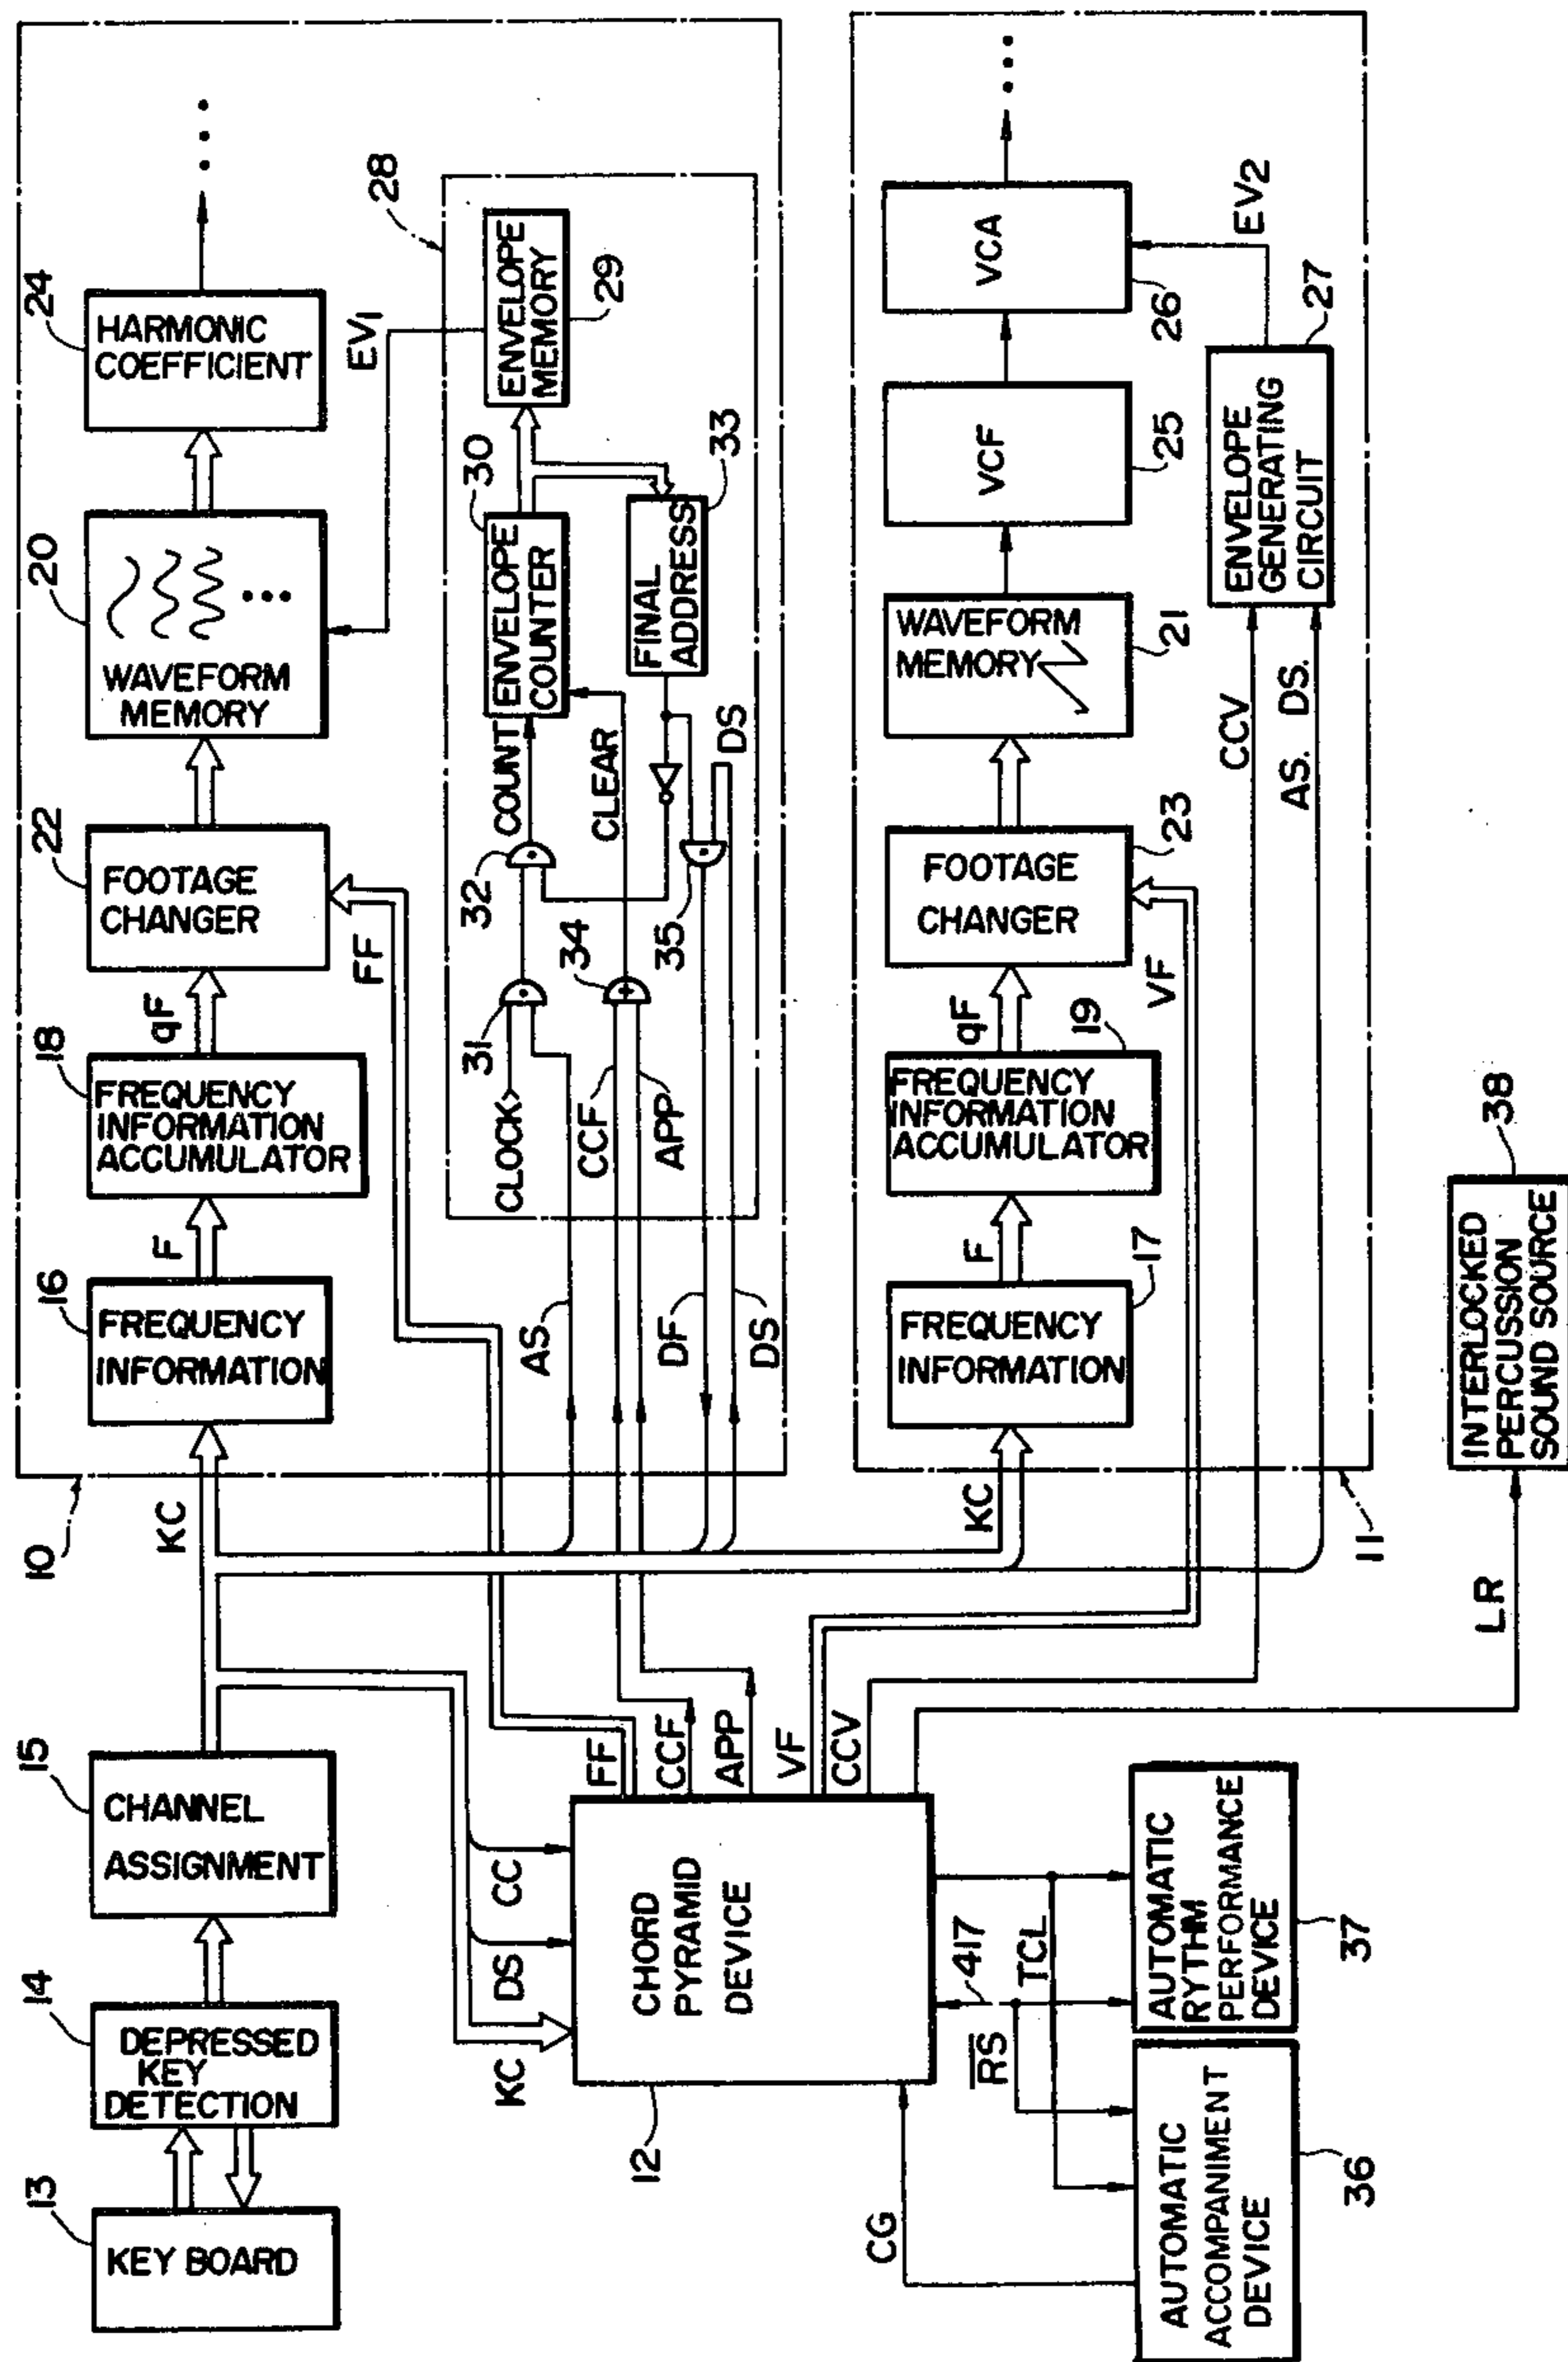 10
24
HARMONIC
COEFFICIENT
20
WAVEFORM
MEMORY
22
FOOTAGE
CHANGER
FF
qF
18
FREQUENCY
INFORMATION
ACCUMULATOR
F
16
FREQUENCY
INFORMATION
KC
EV1
28
ENVELOPE
MEMORY
29
30
ENVELOPE
COUNTER
COUNT
CLEAR
33
FINAL
ADDRESS
32
31
CLOCK
34
35
DS
CCF
APP
AS
DF
DS
15
CHANNEL
ASSIGNMENT
14
DEPRESSED
KEY
DETECTION
13
KEY BOARD
CC
DS
KC
FF
CCF
APP
VF
CCV
12
CHORD
PYRAMID
DEVICE
VCA
26
EV2
VCF
25
27
ENVELOPE
GENERATING
CIRCUIT
WAVEFORM
MEMORY
21
CCV
AS. DS.
FOOTAGE
CHANGER
23
VF
qF
19
FREQUENCY
INFORMATION
ACCUMULATOR
F
17
FREQUENCY
INFORMATION
KC
11
38
INTERLOCKED
PERCUSSION
SOUND SOURCE
LR
417
TCL
RS
CG
AUTOMATIC
RYTHM
PERFORMANCE
DEVICE
37
AUTOMATIC
ACCOMPANIMENT
DEVICE
36